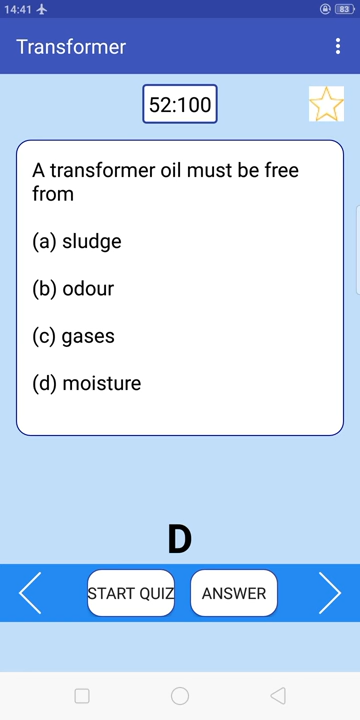 14:41
83
Transformer
52:100
A transformer oil must be free
from
(a) sludge
(b) odour
(c) gases
(d) moisture
D
START QUIZ
ANSWER